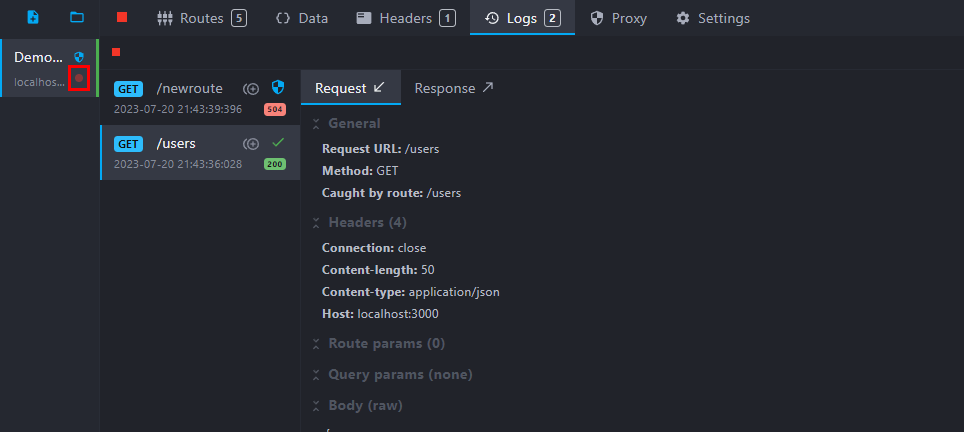 Routes 5 Data Headers 1 Logs 2 Proxy Settings
Demo...
localhos...
GET /newroute
2023-07-20 21:43:39:396 504
GET /users
2023-07-20 21:43:36:028 200
Request Response
General
Request URL: /users
Method: GET
Caught by route: /users
Headers (4)
Connection: close
Content-length: 50
Content-type: application/json
Host: localhost:3000
Route params (0)
Query params (none)
Body (raw)